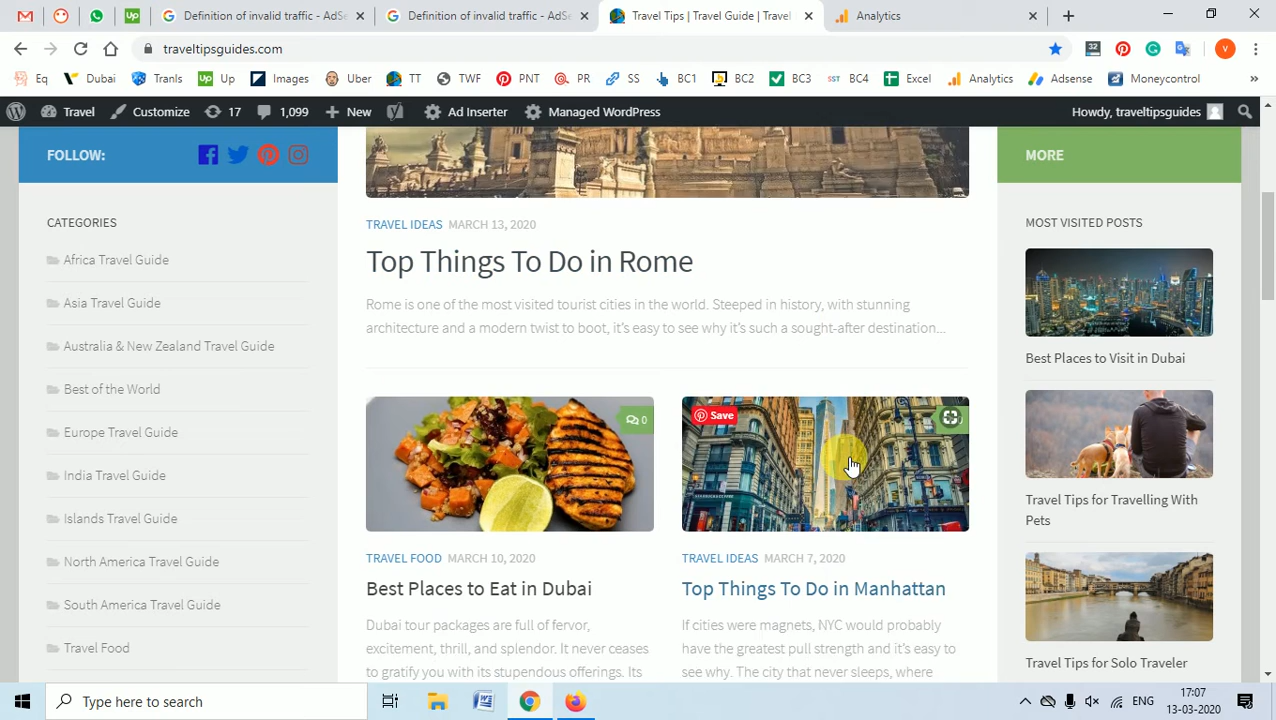 Definition of invalid traffic - AdSe
Definition of invalid traffic - AdSe
Travel Tips | Travel Guide | Travel
Analytics
traveltipsguides.com
32
V
Eq
Dubai
Tranls
Up
Images
Uber
TT
TWF
PNT
PR
SS
BC1
BC2
BC3
BC4
Excel
Analytics
Adsense
Moneycontrol
Travel
Customize
17
1,099
New
Ad Inserter
Managed WordPress
Howdy, traveltipsguides
FOLLOW:
CATEGORIES
Africa Travel Guide
Asia Travel Guide
Australia & New Zealand Travel Guide
Best of the World
Europe Travel Guide
India Travel Guide
Islands Travel Guide
North America Travel Guide
South America Travel Guide
Travel Food
TRAVEL IDEAS MARCH 13, 2020
Top Things To Do in Rome
Rome is one of the most visited tourist cities in the world. Steeped in history, with stunning
architecture and a modern twist to boot, it's easy to see why it's such a sought-after destination...
0
TRAVEL FOOD MARCH 10, 2020
Best Places to Eat in Dubai
Dubai tour packages are full of fervor,
excitement, thrill, and splendor. It never ceases
to gratify you with its stupendous offerings. Its
Save
TRAVEL IDEAS MARCH 7, 2020
Top Things To Do in Manhattan
If cities were magnets, NYC would probably
have the greatest pull strength and it's easy to
see why. The city that never sleeps, where
MORE
MOST VISITED POSTS
Best Places to Visit in Dubai
Travel Tips for Travelling With
Pets
Travel Tips for Solo Traveler
Type here to search
ENG
17:07
13-03-2020